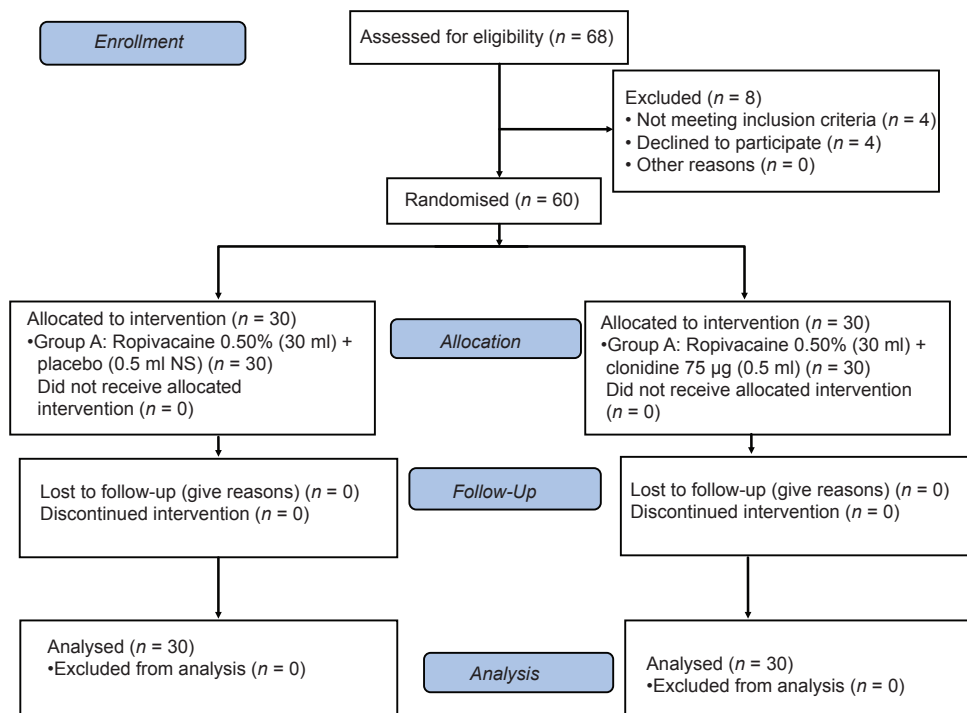 Enrollment
Assessed for eligibility (n = 68)
Excluded (n = 8)
• Not meeting inclusion criteria (n = 4)
• Declined to participate (n = 4)
• Other reasons (n = 0)
Randomised (n = 60)
Allocated to intervention (n = 30)
•Group A: Ropivacaine 0.50% (30 ml) +
placebo (0.5 ml NS) (n = 30)
Did not receive allocated
intervention (n = 0)
Allocation
Allocated to intervention (n = 30)
•Group A: Ropivacaine 0.50% (30 ml) +
clonidine 75 µg (0.5 ml) (n = 30)
Did not receive allocated intervention
(n = 0)
Lost to follow-up (give reasons) (n = 0)
Discontinued intervention (n = 0)
Follow-Up
Lost to follow-up (give reasons) (n = 0)
Discontinued intervention (n = 0)
Analysed (n = 30)
•Excluded from analysis (n = 0)
Analysis
Analysed (n = 30)
•Excluded from analysis (n = 0)